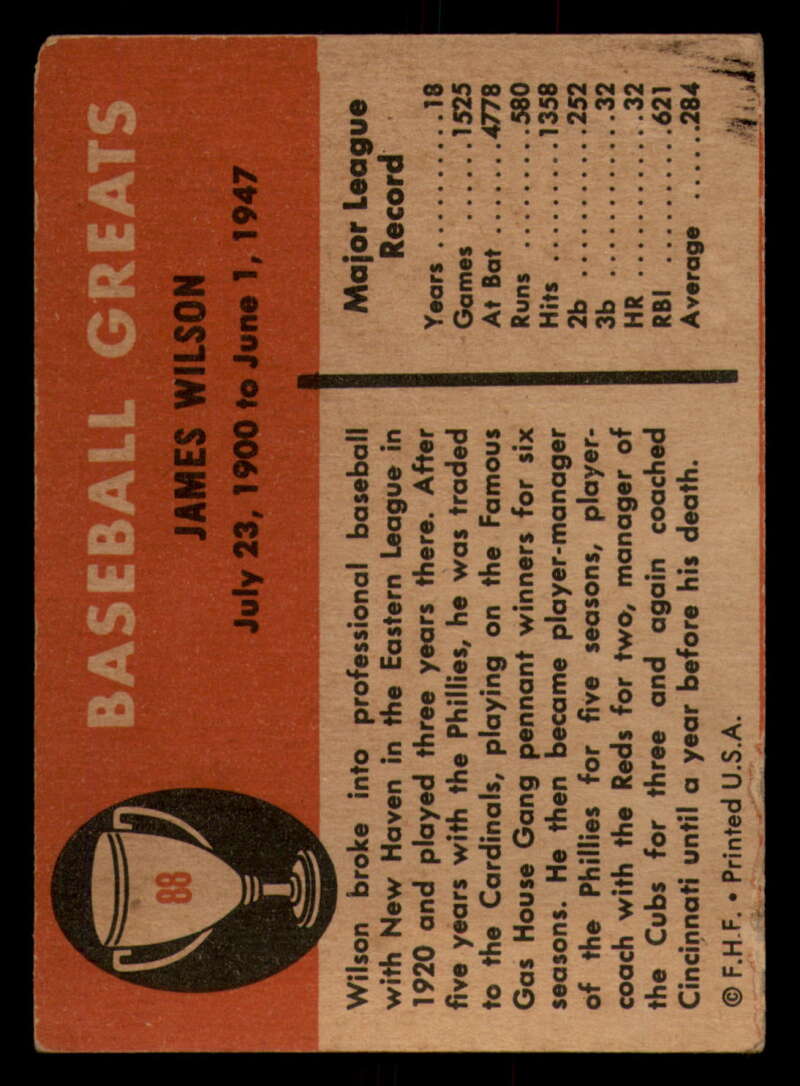 BASEBALL GREATS
88
JAMES WILSON
July 23, 1900 to June 1, 1947
Wilson broke into professional baseball
with New Haven in the Eastern League in
1920 and played three years there. After
five years with the Phillies, he was traded
to the Cardinals, playing on the Famous
Gas House Gang pennant winners for six
seasons. He then became player-manager
of the Phillies for five seasons, player-
coach with the Reds for two, manager of
the Cubs for three and again coached
Cincinnati until a year before his death.
© F.H.F. • Printed U.S.A.
Major League
Record
Years ..........18
Games ......1525
At Bat ......4778
Runs ........580
Hits ........1358
2b ..........252
3b ..........32
HR ..........32
RBI ..........621
Average ......284